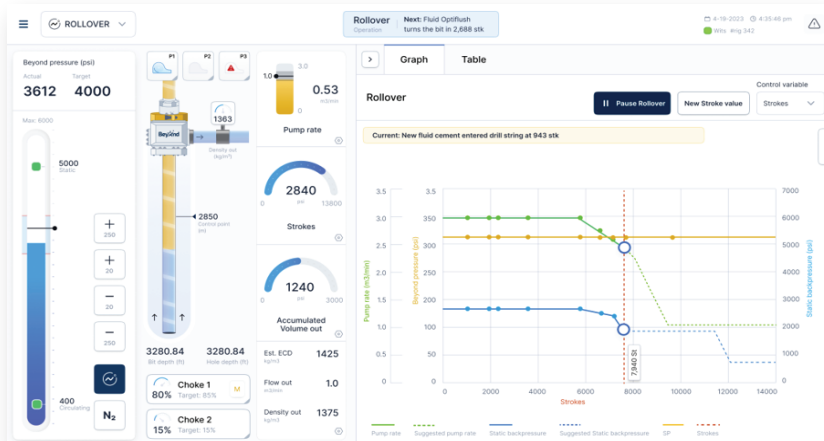 ROLLOVER
Rollover
Operation
Next: Fluid Optiflush
turns the bit in 2,688 stk
4-19-2023
4:35:46 pm
Wits #rig 342
Beyond pressure (psi)
Actual
Target
3612
4000
Max: 6000
5000
Static
400
Circulating
+
250
+
20
−
20
−
250
N₂
P1
P2
P3
Beyond
1363
Density out
(kg/m³)
2850
Control point
(m)
3280.84
Bit depth (ft)
3280.84
Hole depth (ft)
80%
Choke 1
Target: 85%
M
15%
Choke 2
Target: 15%
3.0
1.0
0
0.53
Pump rate
2840
psi
0
13800
Strokes
1240
psi
0
3000
Accumulated
Volume out
Est. ECD
kg/m3
1425
Flow out
1.0
Density out
kg/m3
1375
Graph
Table
Rollover
Pause Rollover
New Stroke value
Control variable
Strokes
Current: New fluid cement entered drill string at 943 stk
Pump rate (m3/min)
3.5
3.0
2.5
2.0
1.5
1.0
0.5
0
Beyond pressure (psi)
3.5
350
300
250
200
150
100
50
0
Static backpressure (psi)
7000
6000
5000
4000
3000
2000
1000
0
7,940 St
0
2000
4000
6000
8000
10000
12000
14000
Strokes
Pump rate
Suggested pump rate
Static backpressure
Suggested Static backpressure
SP
Strokes